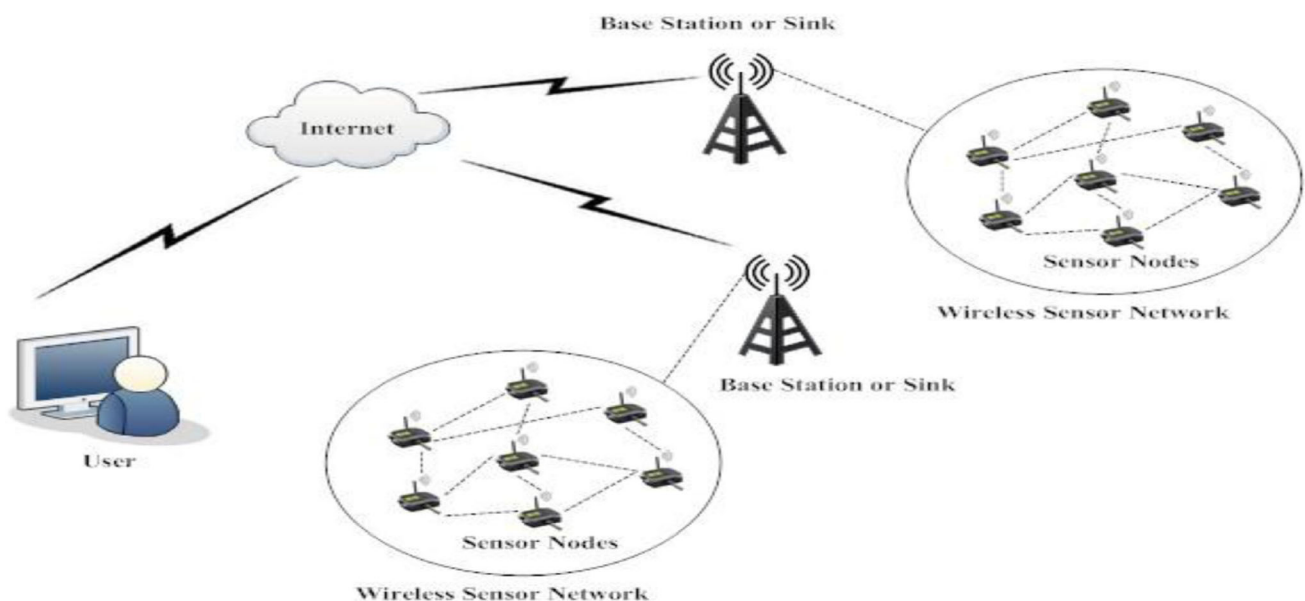 Base Station or Sink
Internet
Sensor Nodes
Wireless Sensor Network
Base Station or Sink
User
Sensor Nodes
Wireless Sensor Network